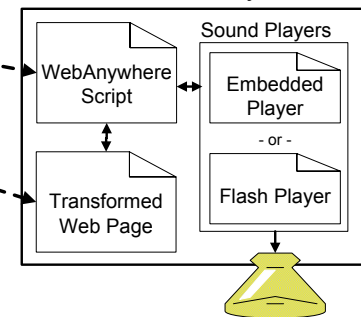 WebAnywhere
Script
Transformed
Web Page
Sound Players
Embedded
Player
- or -
Flash Player